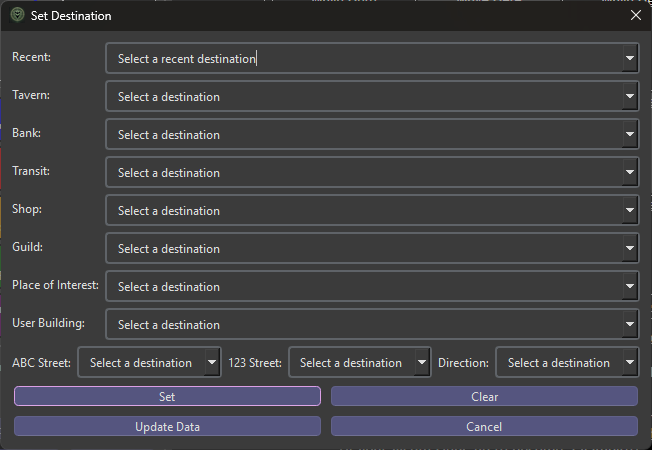 Set Destination
Recent: Select a recent destination
Tavern: Select a destination
Bank: Select a destination
Transit: Select a destination
Shop: Select a destination
Guild: Select a destination
Place of Interest: Select a destination
User Building: Select a destination
ABC Street: Select a destination 123 Street: Select a destination Direction: Select a destination
Set Clear
Update Data Cancel